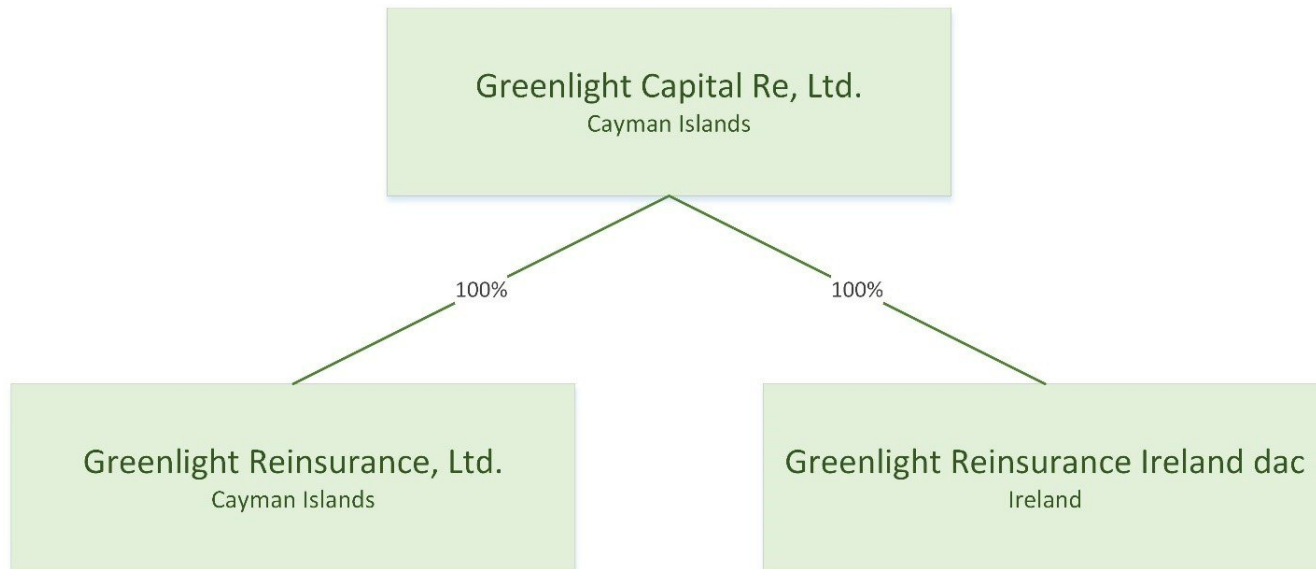 Greenlight Capital Re, Ltd.
Cayman Islands
100%
100%
Greenlight Reinsurance, Ltd.
Cayman Islands
Greenlight Reinsurance Ireland dac
Ireland